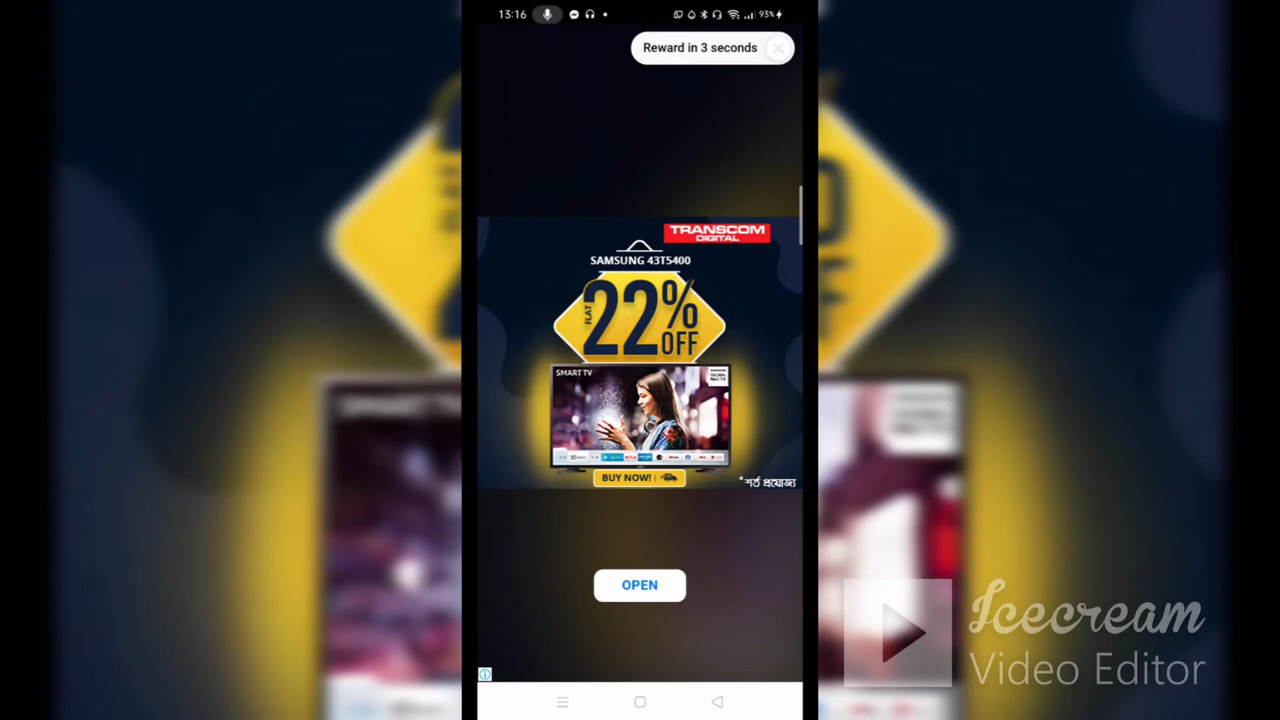 13:16
93%
Reward in 3 seconds
TRANSCOM
DIGITAL
SAMSUNG 43T5400
FLAT
22%
OFF
SMART TV
BUY NOW!
*শর্ত প্রযোজ্য
OPEN
Icecream
Video Editor